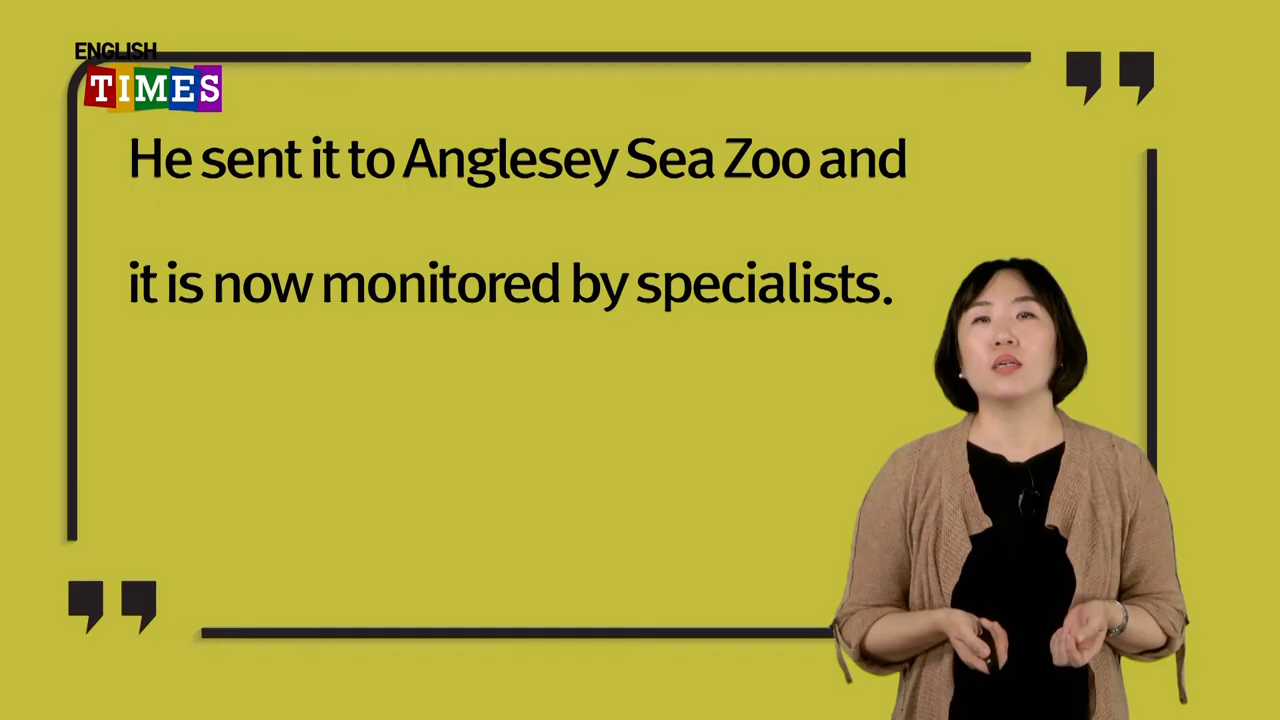 ENGLISH
TIMES
He sent it to Anglesey Sea Zoo and
it is now monitored by specialists.